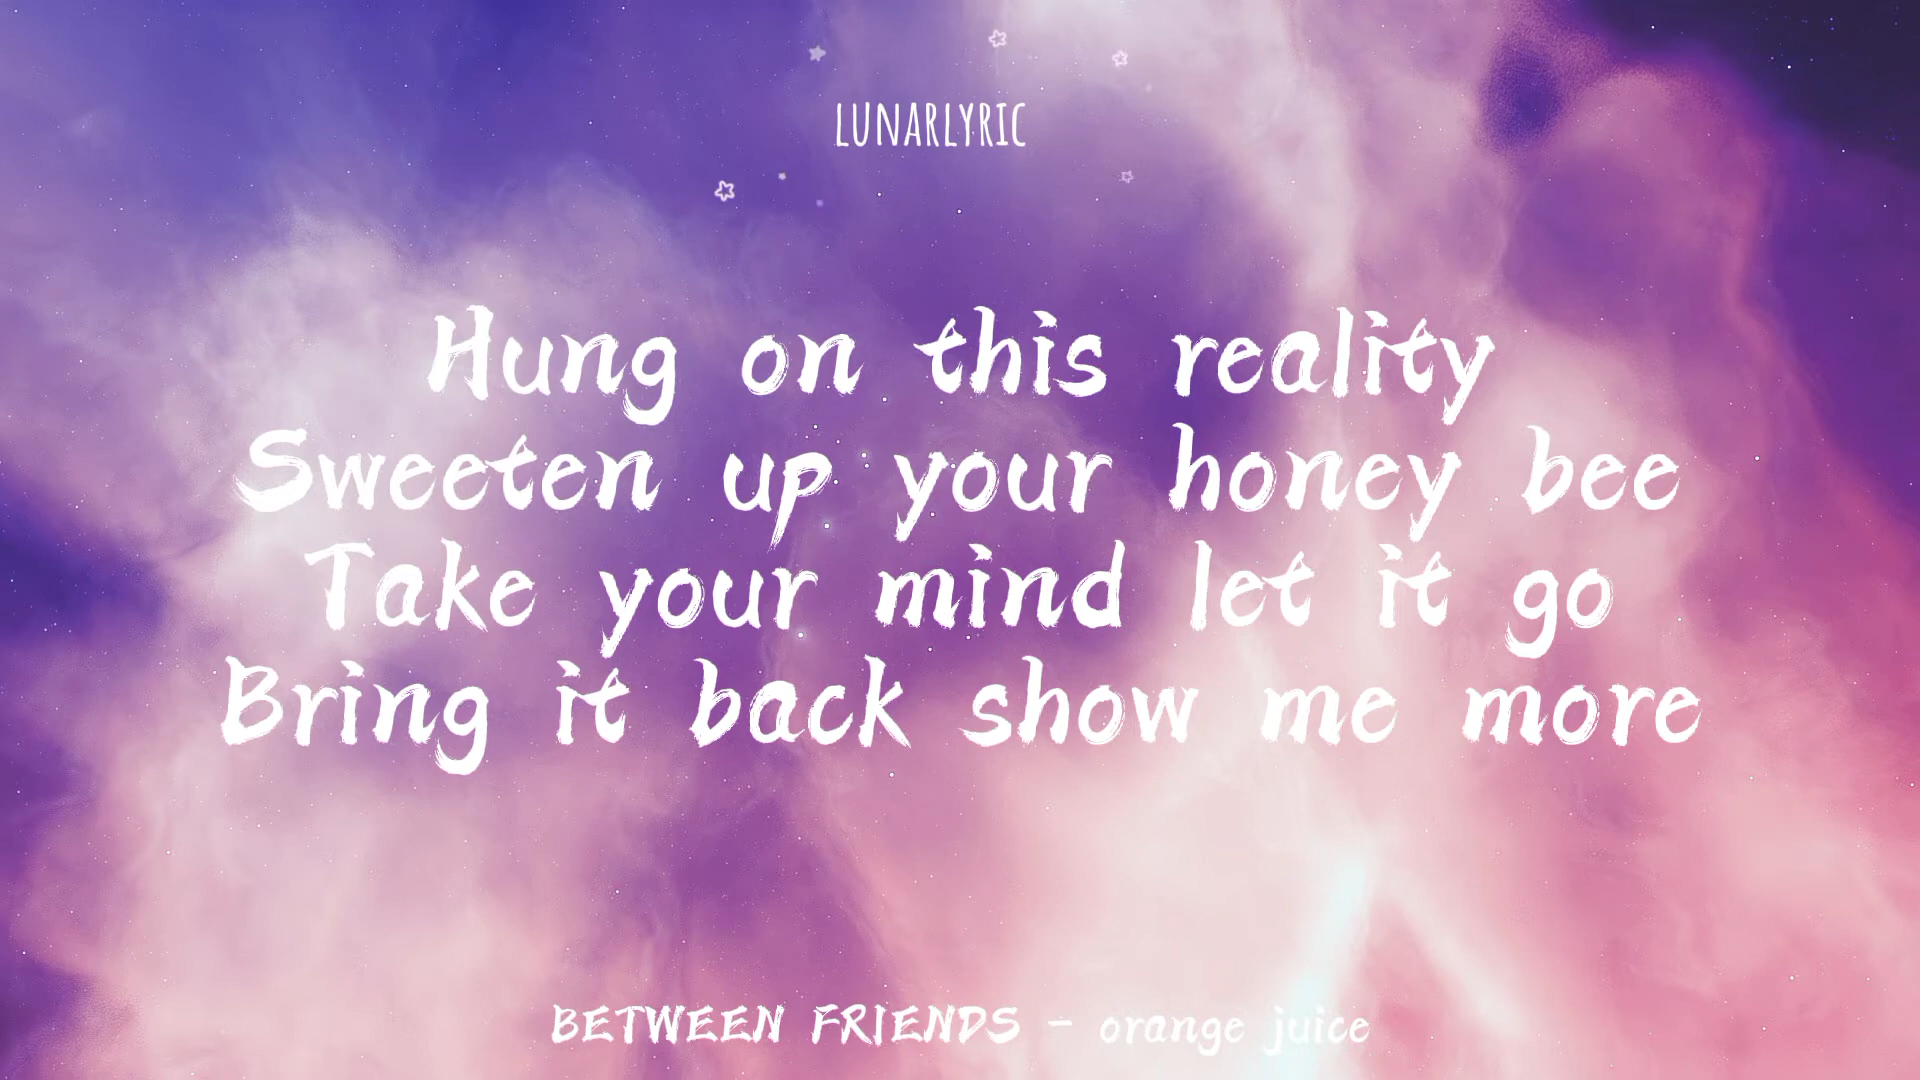 LUNARLYRIC
Hung on this reality
Sweeten up your honey bee
Take your mind let it go
Bring it back show me more
BETWEEN FRIENDS - orange juice